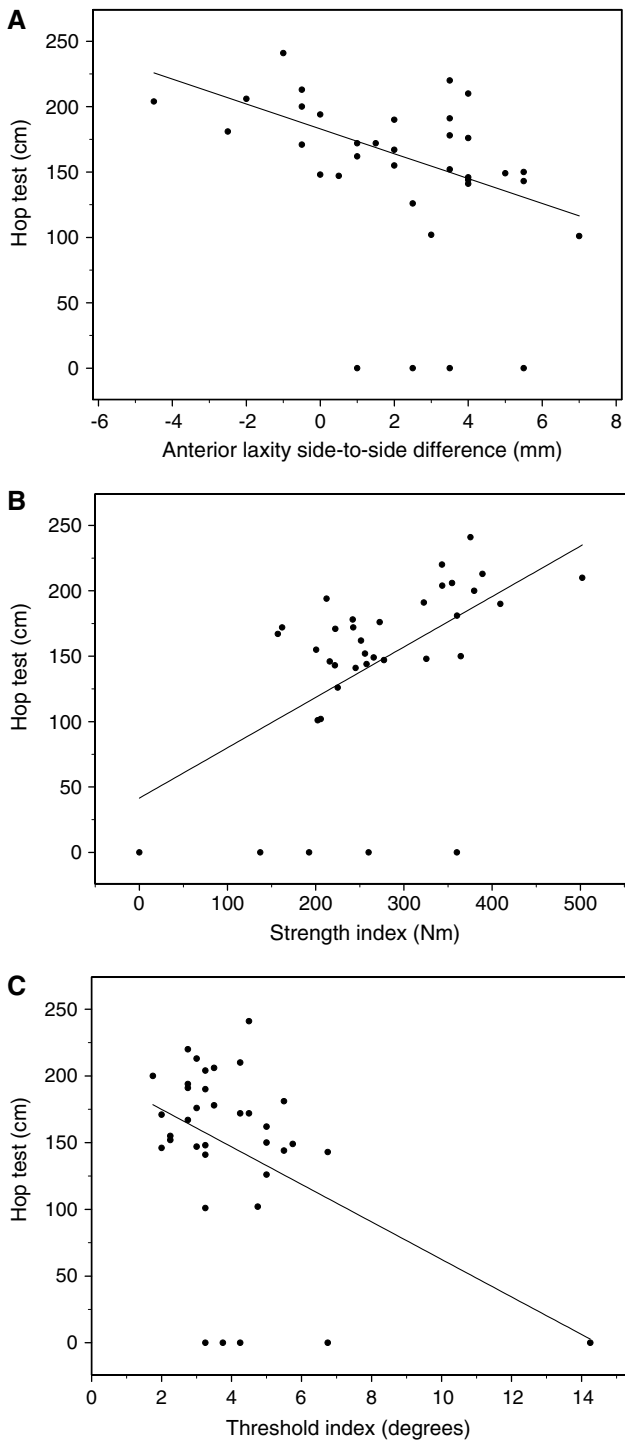 A
250
200
150
100
50
0
Hop test (cm)
-6 -4 -2 0 2 4 6 8
Anterior laxity side-to-side difference (mm)
B
250
200
150
100
50
0
Hop test (cm)
0 100 200 300 400 500
Strength index (Nm)
C
250
200
150
100
50
0
Hop test (cm)
0 2 4 6 8 10 12 14
Threshold index (degrees)